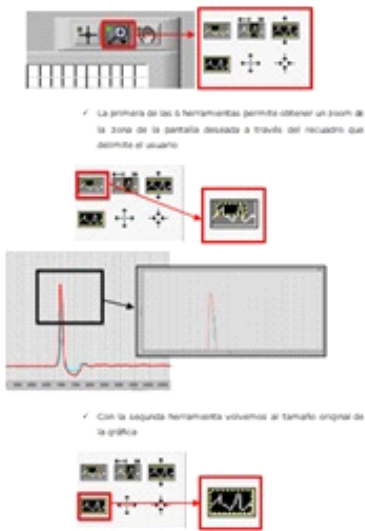 ✓ La primera de las 6 herramientas permite obtener un zoom de
la zona de la pantalla deseada a través del recuadro que
delimite el usuario
✓ Con la segunda herramienta volvemos al tamaño original de
la gráfica